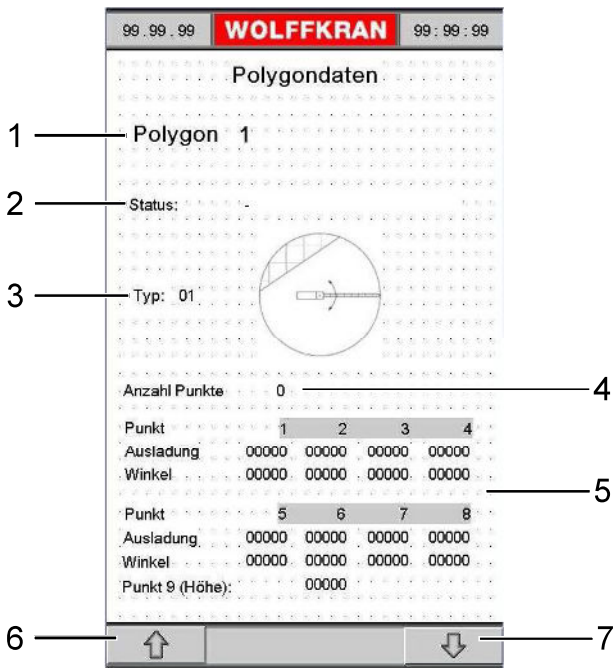 99.99.99 WOLFFKRAN 99:99:99
Polygondaten
1 Polygon 1
2 Status: -
3 Typ: 01
Anzahl Punkte 0 4
Punkt 1 2 3 4
Ausladung 00000 00000 00000 00000
Winkel 00000 00000 00000 00000
5
Punkt 5 6 7 8
Ausladung 00000 00000 00000 00000
Winkel 00000 00000 00000 00000
Punkt 9 (Höhe): 00000
6 7